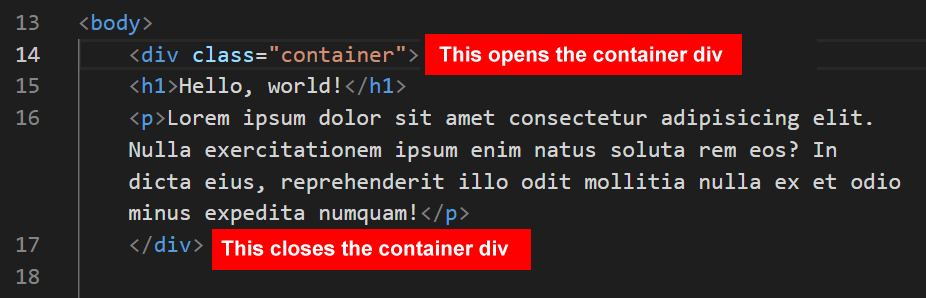 13 <body>
14 <div class="container"> This opens the container div
15 <h1>Hello, world!</h1>
16 <p>Lorem ipsum dolor sit amet consectetur adipisicing elit.
Nulla exercitationem ipsum enim natus soluta rem eos? In
dicta eius, reprehenderit illo odit mollitia nulla ex et odio
minus expedita numquam!</p>
17 </div> This closes the container div
18